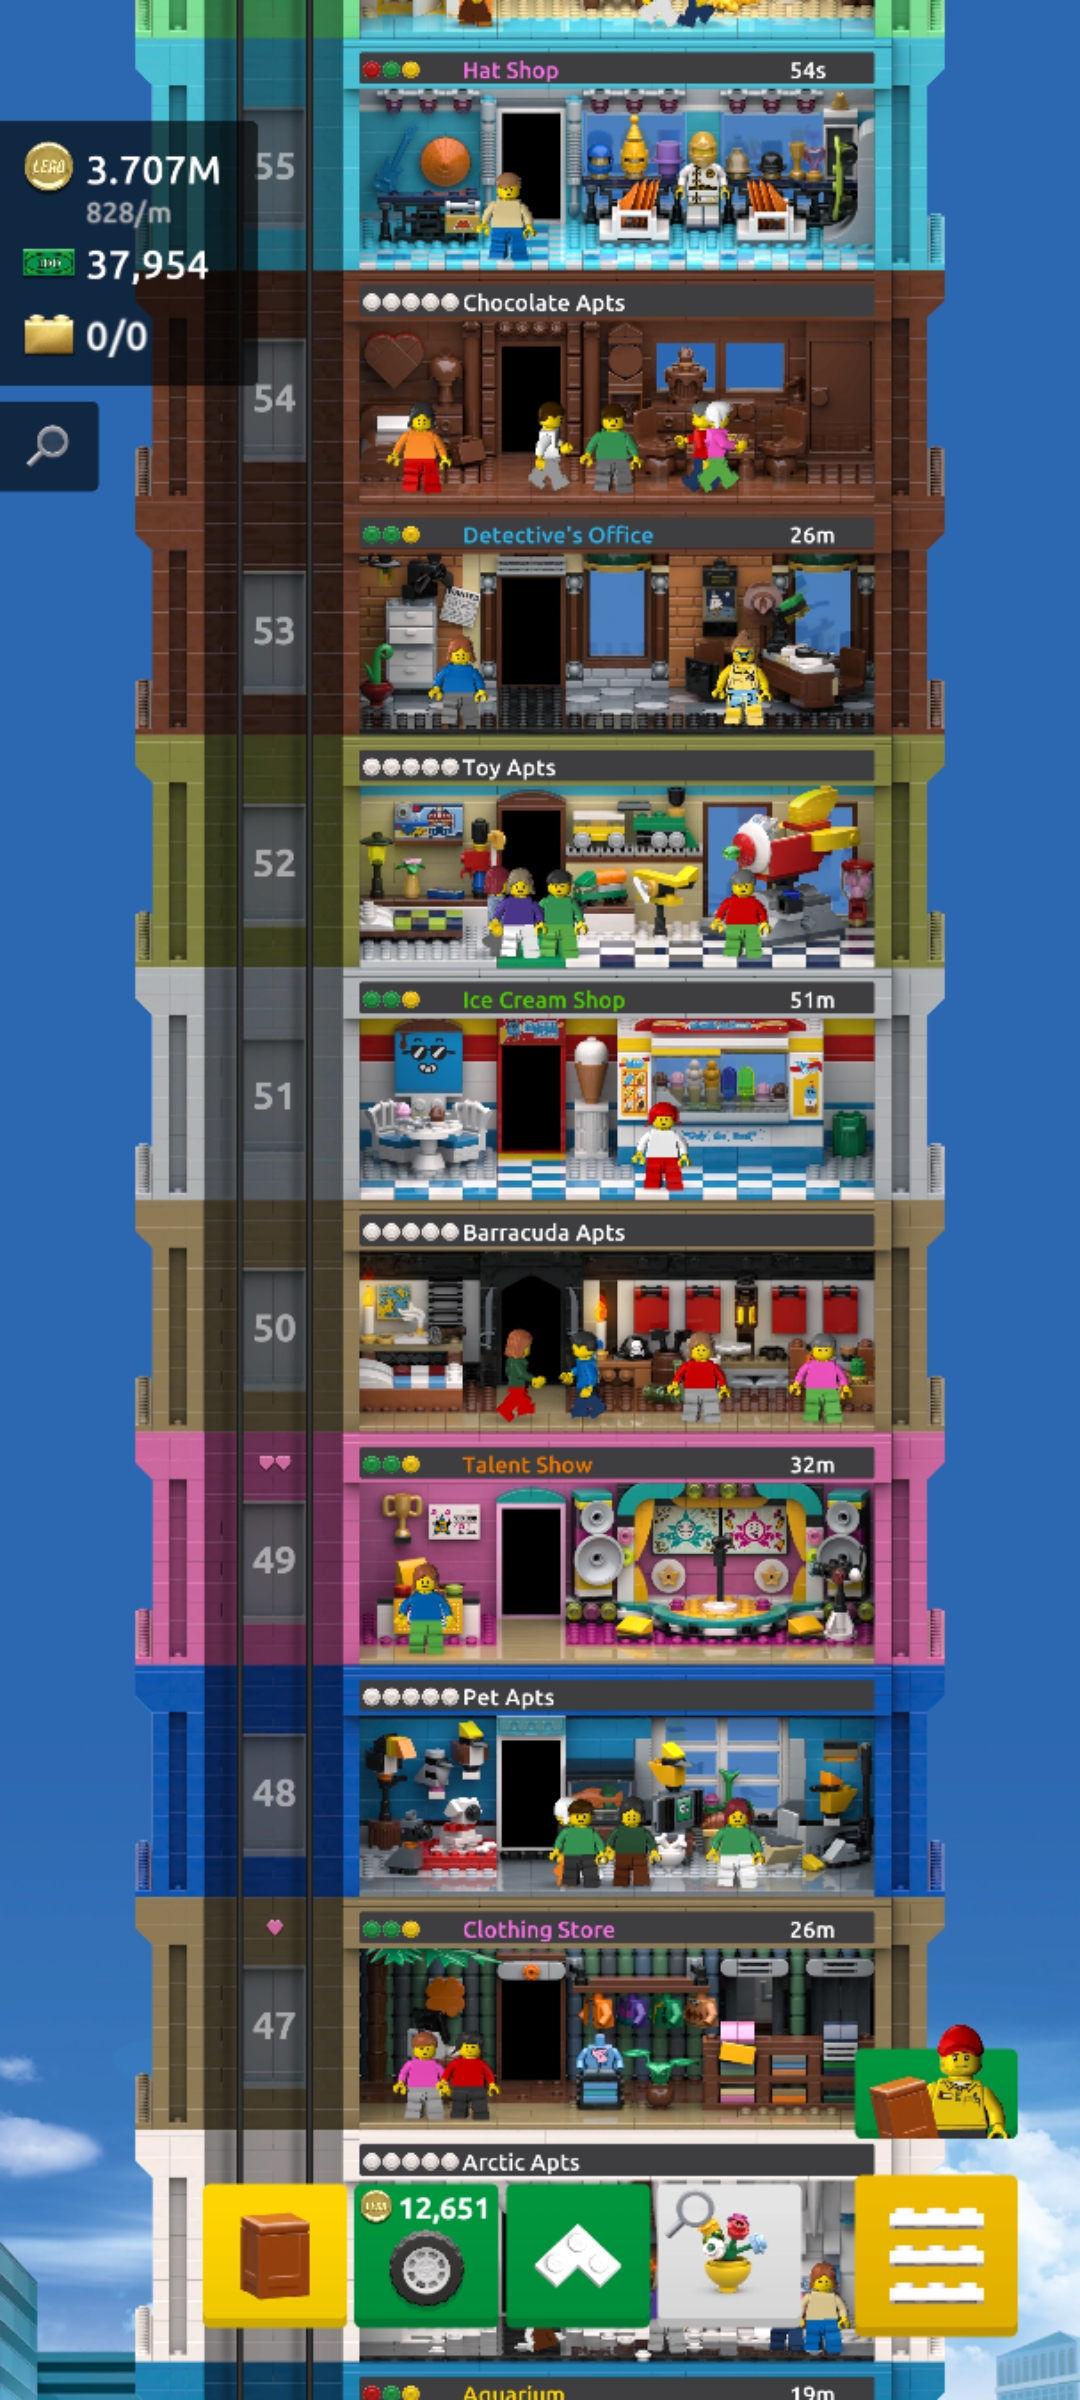 Hat Shop 54s
55
LEGO 3.707M
828/m
37,954
0/0
Chocolate Apts
54
Detective's Office 26m
WANTED
53
Toy Apts
52
Ice Cream Shop 51m
51
Barracuda Apts
50
Talent Show 32m
49
Pet Apts
48
Clothing Store 26m
47
Arctic Apts
12,651
Aquarium 19m